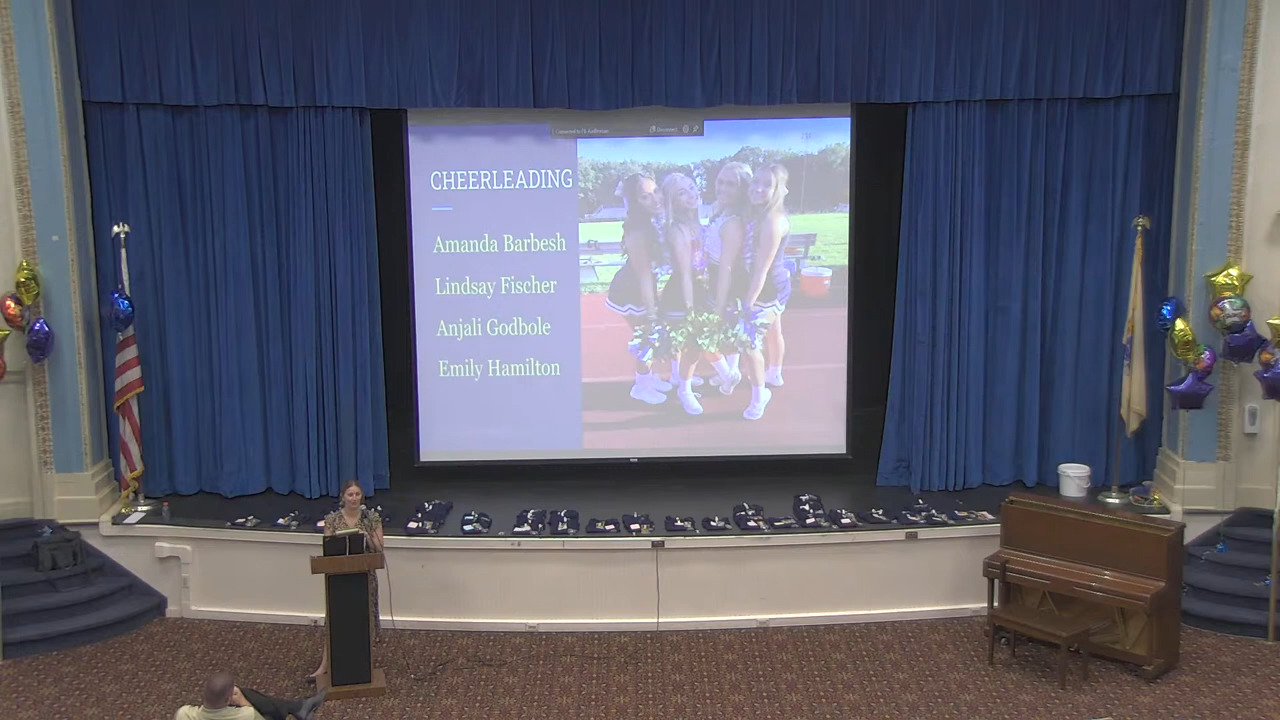 CHEERLEADING
Amanda Barbesh
Lindsay Fischer
Anjali Godbole
Emily Hamilton